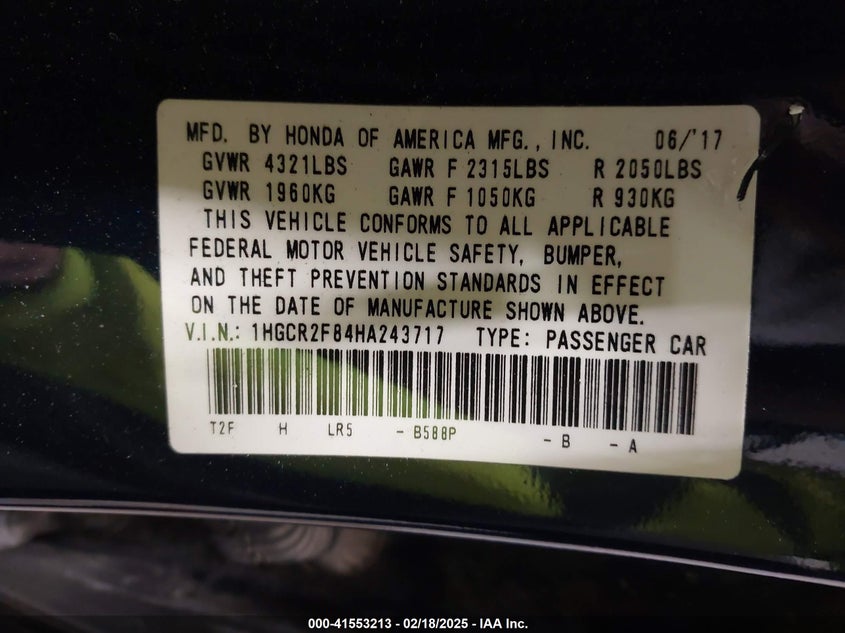 MFD. BY HONDA OF AMERICA MFG., INC. 06/'17
GVWR 4321LBS GAWR F 2315LBS R 2050LBS
GVWR 1960KG GAWR F 1050KG R 930KG
THIS VEHICLE CONFORMS TO ALL APPLICABLE
FEDERAL MOTOR VEHICLE SAFETY, BUMPER,
AND THEFT PREVENTION STANDARDS IN EFFECT
ON THE DATE OF MANUFACTURE SHOWN ABOVE.
V.I.N.: 1HGCR2F84HA243717 TYPE: PASSENGER CAR
T2F H LR5 - B588P - B - A
000-41553213 - 02/18/2025 - IAA Inc.